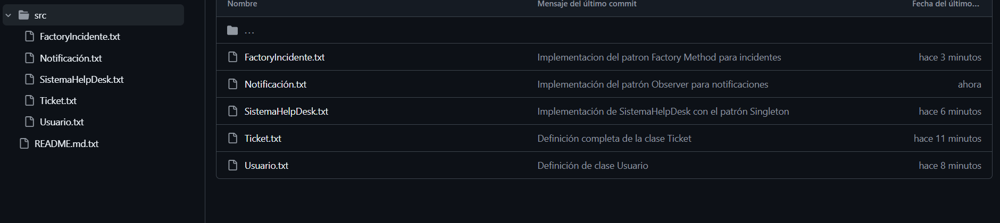 src
FactoryIncidente.txt
Notificación.txt
SistemaHelpDesk.txt
Ticket.txt
Usuario.txt
README.md.txt
Nombre Mensaje del último commit Fecha del último...
...
FactoryIncidente.txt Implementacion del patron Factory Method para incidentes hace 3 minutos
Notificación.txt Implementación del patrón Observer para notificaciones ahora
SistemaHelpDesk.txt Implementación de SistemaHelpDesk con el patrón Singleton hace 6 minutos
Ticket.txt Definición completa de la clase Ticket hace 11 minutos
Usuario.txt Definición de clase Usuario hace 8 minutos